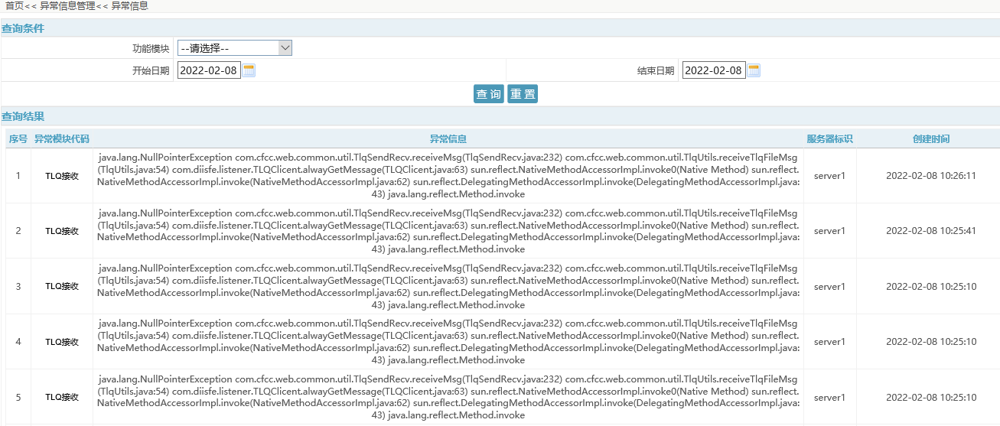 首页<< 异常信息管理<< 异常信息
查询条件
功能模块 --请选择--
开始日期 2022-02-08 结束日期 2022-02-08
查 询 重 置
查询结果
序号 异常模块代码 异常信息 服务器标识 创建时间
java.lang.NullPointerException com.cfcc.web.common.util.TlqSendRecv.receiveMsg(TlqSendRecv.java:232) com.cfcc.web.common.util.TlqUtils.receiveTlqFileMsg
(TlqUtils.java:54) com.diisfe.listener.TLQClicent.alwayGetMessage(TLQClicent.java:63) sun.reflect.NativeMethodAccessorImpl.invoke0(Native Method) sun.reflect.
1 TLQ接收 NativeMethodAccessorImpl.invoke(NativeMethodAccessorImpl.java:62) sun.reflect.DelegatingMethodAccessorImpl.invoke(DelegatingMethodAccessorImpl.java: server1 2022-02-08 10:26:11
43) java.lang.reflect.Method.invoke
java.lang.NullPointerException com.cfcc.web.common.util.TlqSendRecv.receiveMsg(TlqSendRecv.java:232) com.cfcc.web.common.util.TlqUtils.receiveTlqFileMsg
(TlqUtils.java:54) com.diisfe.listener.TLQClicent.alwayGetMessage(TLQClicent.java:63) sun.reflect.NativeMethodAccessorImpl.invoke0(Native Method) sun.reflect.
2 TLQ接收 NativeMethodAccessorImpl.invoke(NativeMethodAccessorImpl.java:62) sun.reflect.DelegatingMethodAccessorImpl.invoke(DelegatingMethodAccessorImpl.java: server1 2022-02-08 10:25:41
43) java.lang.reflect.Method.invoke
java.lang.NullPointerException com.cfcc.web.common.util.TlqSendRecv.receiveMsg(TlqSendRecv.java:232) com.cfcc.web.common.util.TlqUtils.receiveTlqFileMsg
(TlqUtils.java:54) com.diisfe.listener.TLQClicent.alwayGetMessage(TLQClicent.java:63) sun.reflect.NativeMethodAccessorImpl.invoke0(Native Method) sun.reflect.
3 TLQ接收 NativeMethodAccessorImpl.invoke(NativeMethodAccessorImpl.java:62) sun.reflect.DelegatingMethodAccessorImpl.invoke(DelegatingMethodAccessorImpl.java: server1 2022-02-08 10:25:10
43) java.lang.reflect.Method.invoke
java.lang.NullPointerException com.cfcc.web.common.util.TlqSendRecv.receiveMsg(TlqSendRecv.java:232) com.cfcc.web.common.util.TlqUtils.receiveTlqFileMsg
(TlqUtils.java:54) com.diisfe.listener.TLQClicent.alwayGetMessage(TLQClicent.java:63) sun.reflect.NativeMethodAccessorImpl.invoke0(Native Method) sun.reflect.
4 TLQ接收 NativeMethodAccessorImpl.invoke(NativeMethodAccessorImpl.java:62) sun.reflect.DelegatingMethodAccessorImpl.invoke(DelegatingMethodAccessorImpl.java: server1 2022-02-08 10:25:10
43) java.lang.reflect.Method.invoke
java.lang.NullPointerException com.cfcc.web.common.util.TlqSendRecv.receiveMsg(TlqSendRecv.java:232) com.cfcc.web.common.util.TlqUtils.receiveTlqFileMsg
(TlqUtils.java:54) com.diisfe.listener.TLQClicent.alwayGetMessage(TLQClicent.java:63) sun.reflect.NativeMethodAccessorImpl.invoke0(Native Method) sun.reflect.
5 TLQ接收 NativeMethodAccessorImpl.invoke(NativeMethodAccessorImpl.java:62) sun.reflect.DelegatingMethodAccessorImpl.invoke(DelegatingMethodAccessorImpl.java: server1 2022-02-08 10:25:10
43) java.lang.reflect.Method.invoke